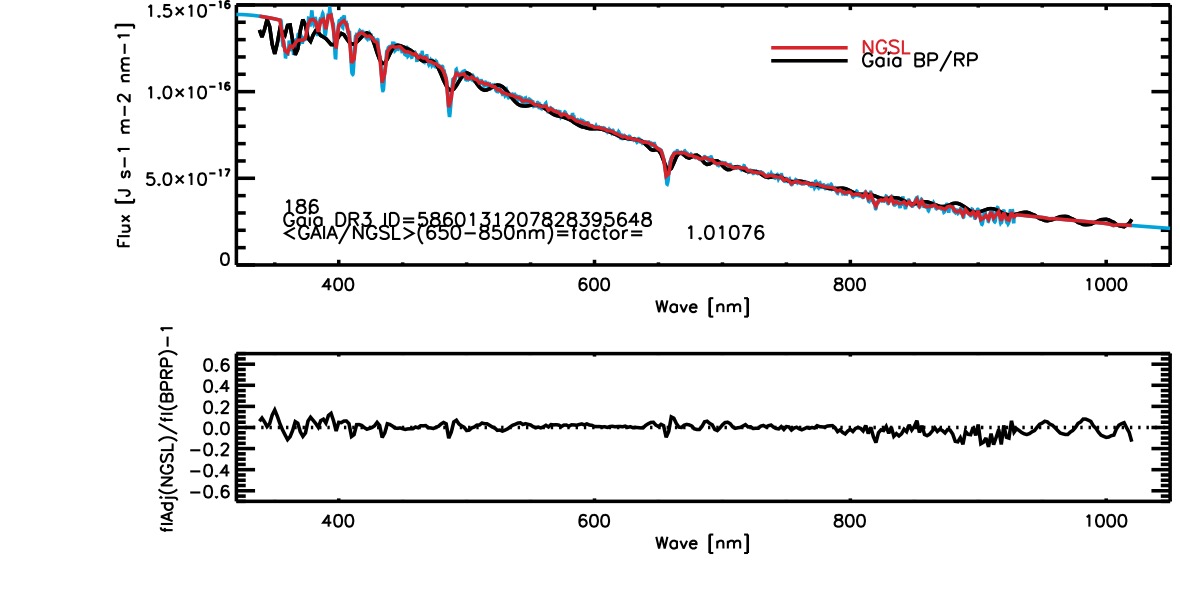 1.5×10−16
1.0×10−16
5.0×10−17
0
Flux [J s−1 m−2 nm−1]
NGSL
Gaia BP/RP
186
Gaia DR3 ID=5860131207828395648
<GAIA/NGSL>(650−850nm)=factor= 1.01076
400 600 800 1000
Wave [nm]
flAdj(NGSL)/fl(BPRP)−1
0.6
0.4
0.2
0.0
−0.2
−0.4
−0.6
400 600 800 1000
Wave [nm]